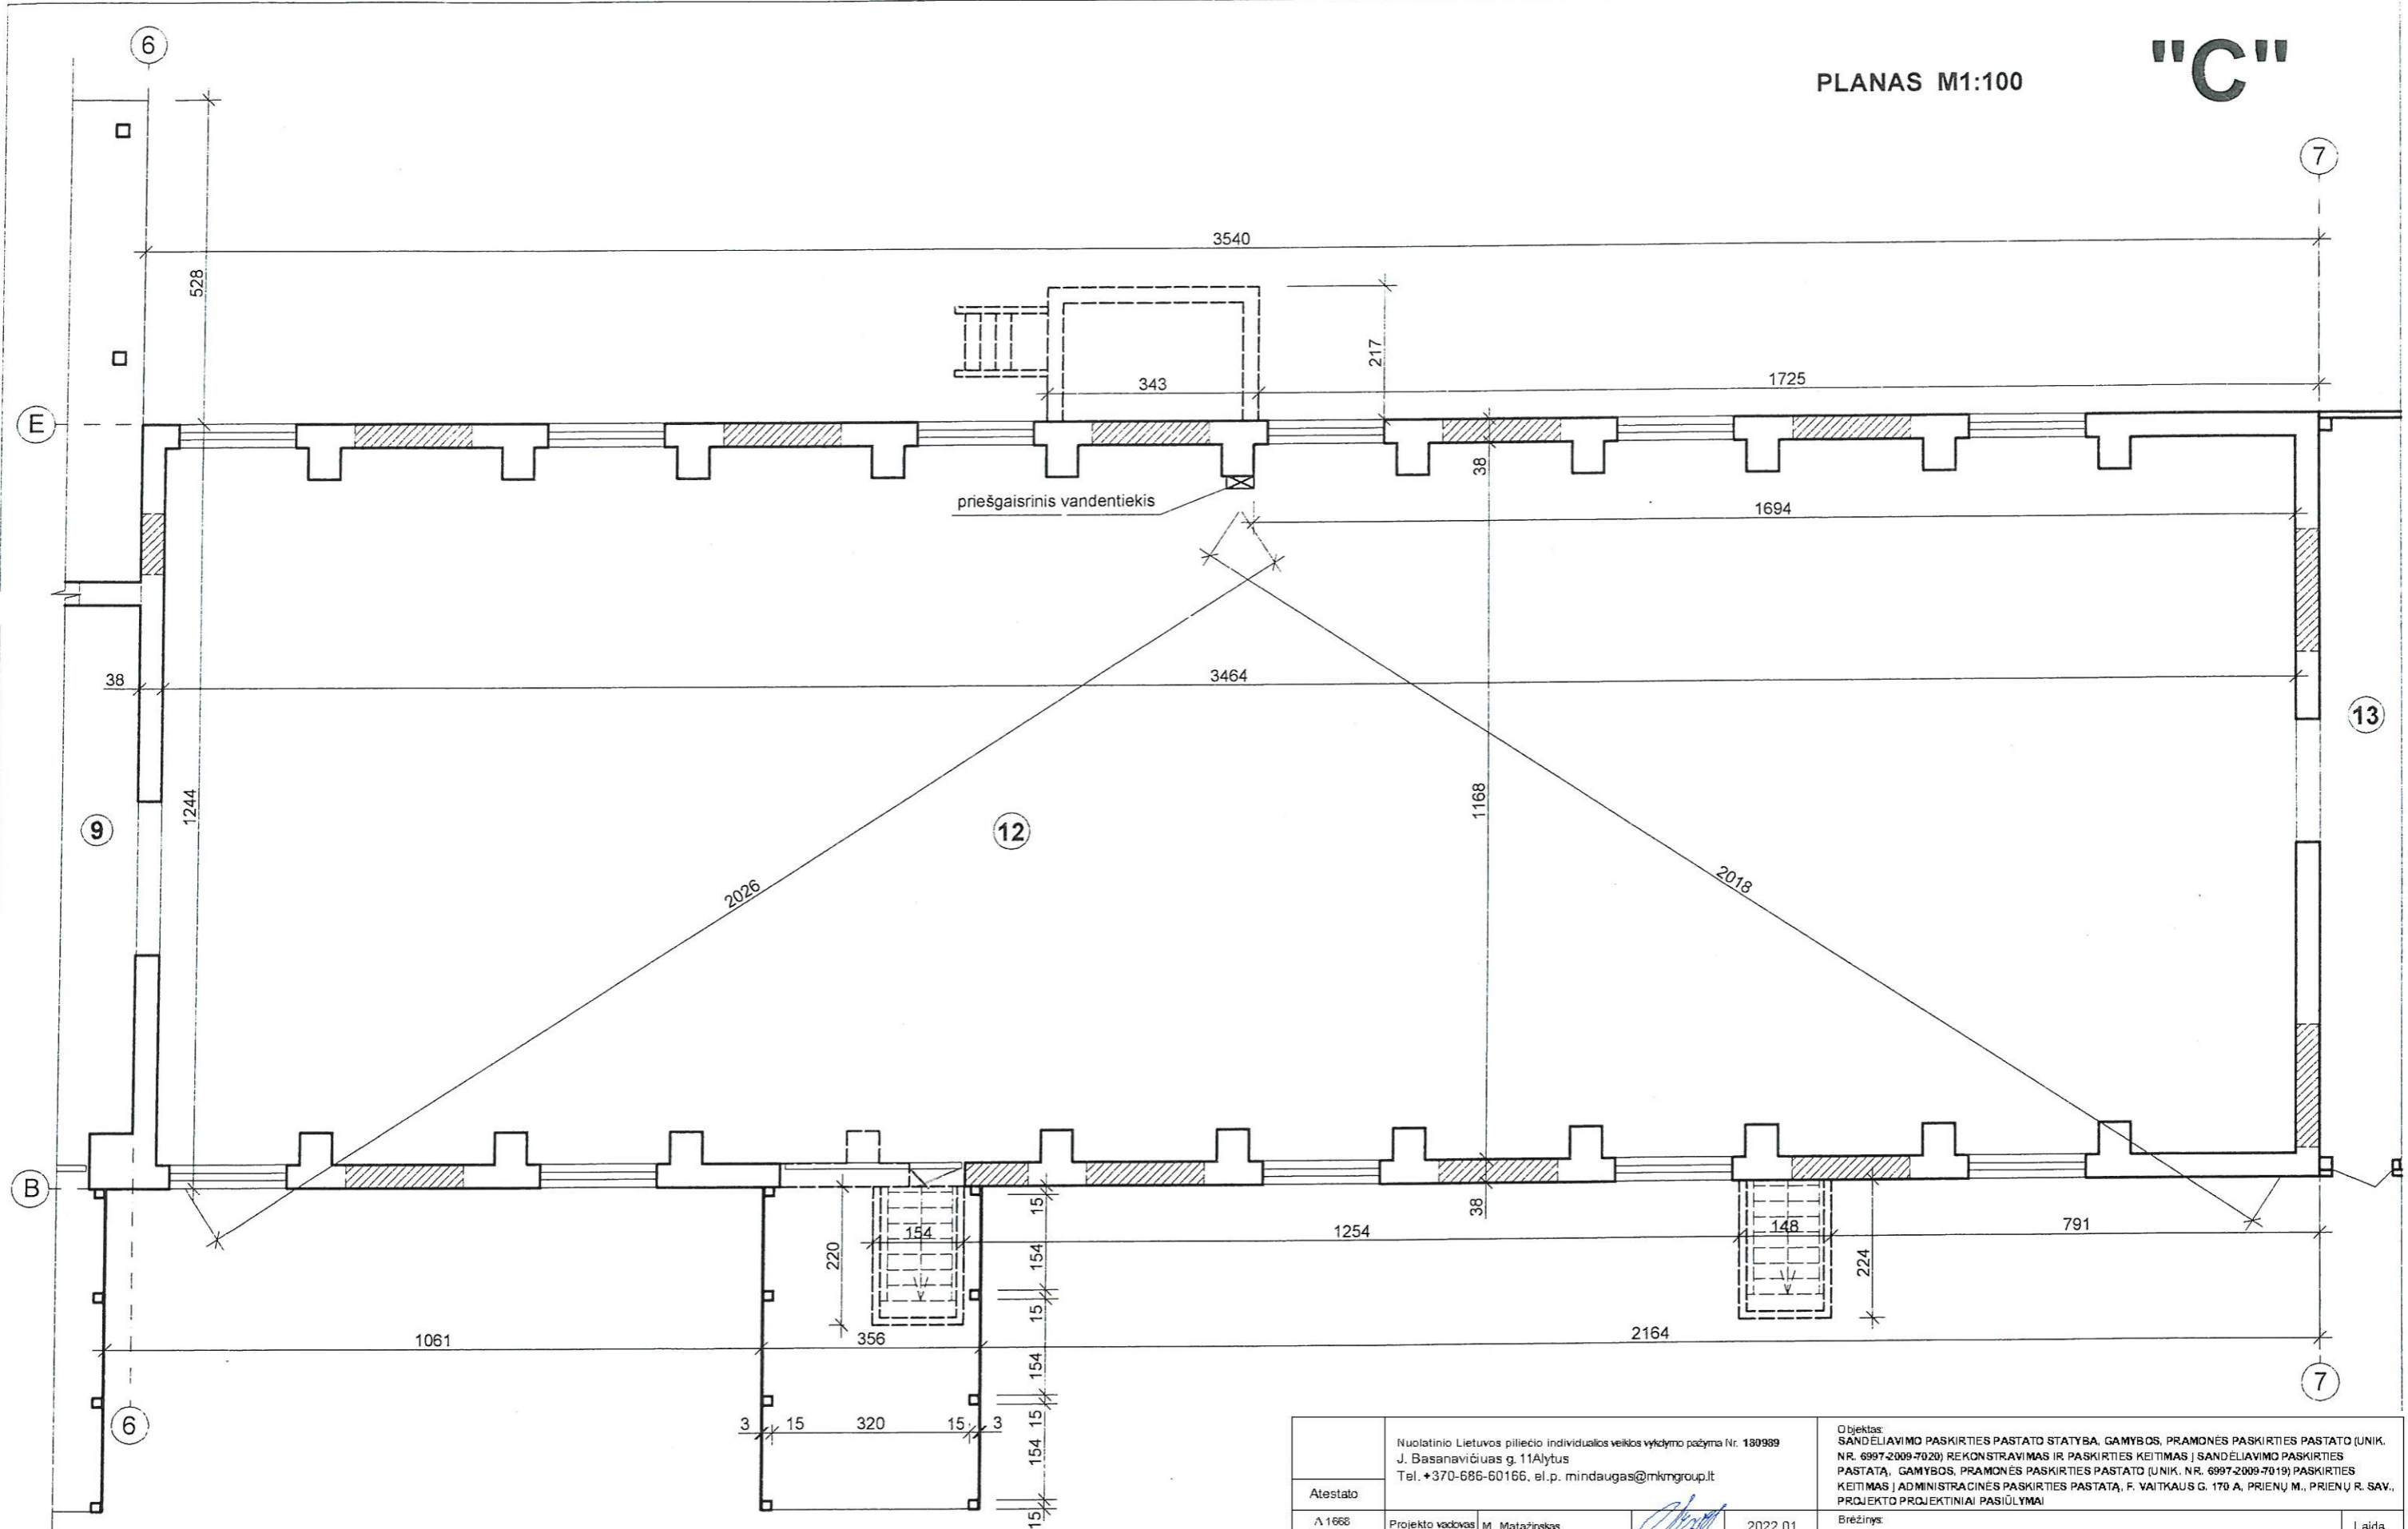 6
PLANAS M1:100
"C"
7
3540
528
217
343
1725
E
38
priešgaisrinis vandentiekis
1694
38
3464
13
1244
1168
9
12
2026
2018
B
15
38
154
1254
148
791
220
154
224
15
1061
356
2164
154
7
6
3
15
320
15
3
15
154
15
Nuolatinio Lietuvos piliečio individualios veiklos vykdymo pažyma Nr. 180989
J. Basanavičiuas g. 11Alytus
Tel. +370-686-60166, el.p. mindaugas@mkmgroup.lt
Objektas:
SANDĖLIAVIMO PASKIRTIES PASTATO STATYBA, GAMYBOS, PRAMONĖS PASKIRTIES PASTATO (UNIK.
NR. 6997-2009-7020) REKONSTRAVIMAS IR PASKIRTIES KEITIMAS Į SANDĖLIAVIMO PASKIRTIES
PASTATĄ, GAMYBOS, PRAMONĖS PASKIRTIES PASTATO (UNIK. NR. 6997-2009-7019) PASKIRTIES
KEITIMAS Į ADMINISTRACINĖS PASKIRTIES PASTATĄ, F. VAITKAUS G. 170 A, PRIENŲ M., PRIENŲ R. SAV.,
PROJEKTO PROJEKTINIAI PASIŪLYMAI
Atestato
A 1668
Projekto vadovas
M. Matažinskas
2022 01
Brėžinys:
Laida